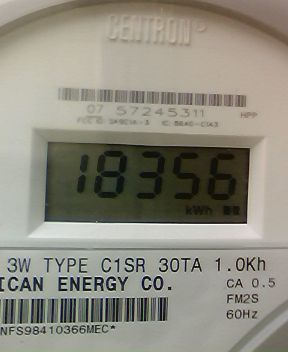 CENTRON
07 57245311 HPP
18356
kWh
3W TYPE C1SR 30TA 1.0Kh
ICAN ENERGY CO. CA 0.5
FM2S
NFS98410366MEC* 60Hz